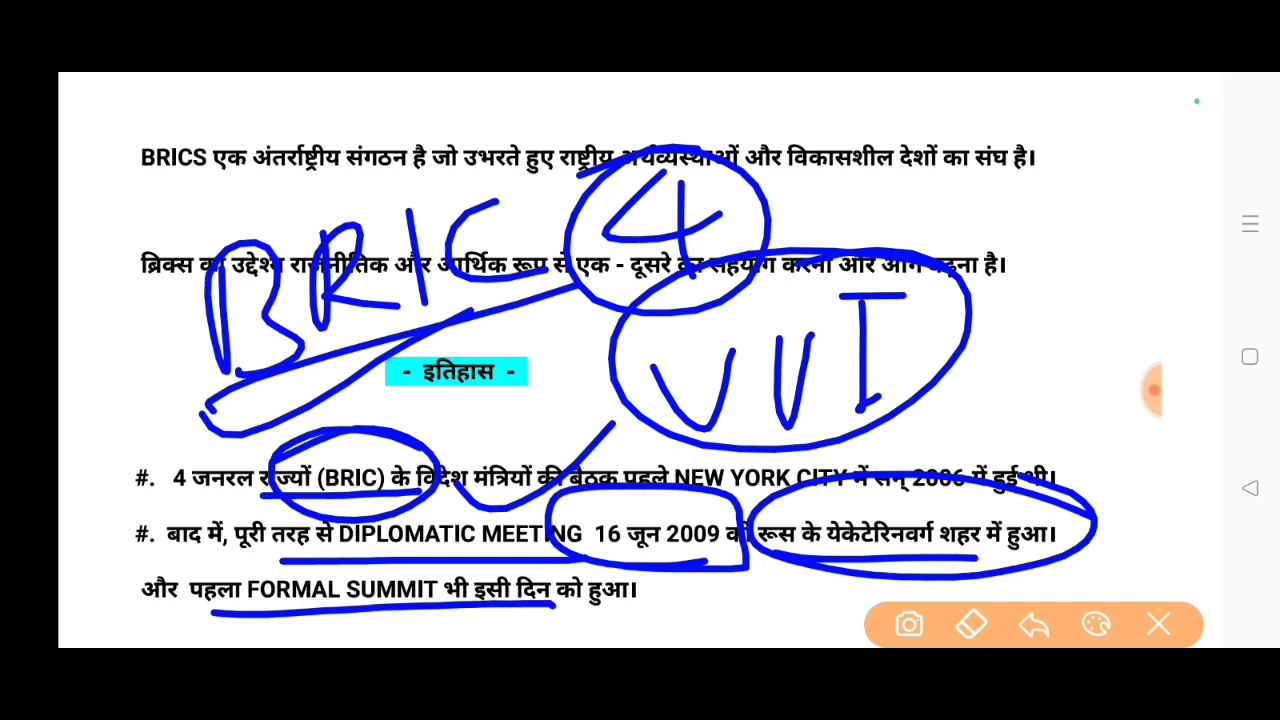 BRICS एक अंतर्राष्ट्रीय संगठन है जो उभरते हुए राष्ट्रीय अर्थव्यस्थाओं और विकासशील देशों का संघ है।
BRIC 4
ब्रिक्स का उद्देश्य राजनीतिक और आर्थिक रूप से एक - दूसरे का सहयोग करना और आगे बढ़ना है।
VVI
- इतिहास -
#. 4 जनरल राज्यों (BRIC) के विदेश मंत्रियों की बैठक पहले NEW YORK CITY में सन् 2006 में हुई थी।
#. बाद में, पूरी तरह से DIPLOMATIC MEETING 16 जून 2009 को रूस के येकेटेरिनवर्ग शहर में हुआ।
और पहला FORMAL SUMMIT भी इसी दिन को हुआ।